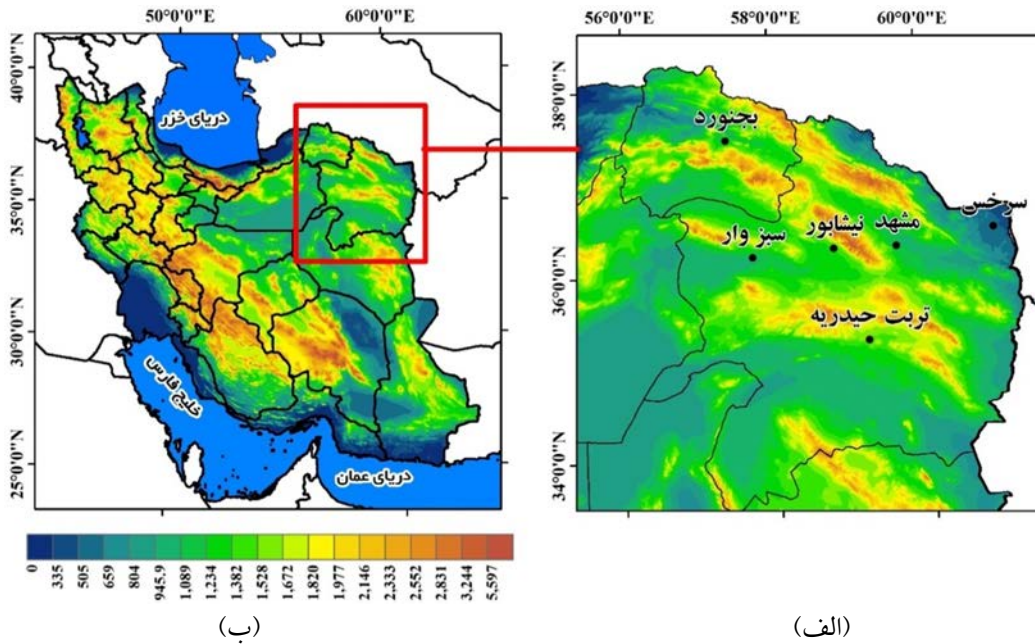 50°0'0"E 60°0'0"E
40°0'0"N
35°0'0"N
30°0'0"N
25°0'0"N
دریای خزر
خلیج فارس
دریای عمان
0 335 505 659 804 945.9 1.089 1.234 1.382 1.528 1.672 1.820 1.977 2.146 2.333 2.552 2.831 3.244 5.597
(ب)
56°0'0"E 58°0'0"E 60°0'0"E
38°0'0"N
36°0'0"N
34°0'0"N
بجنورد
سرخس
مشهد
نیشابور
سبز وار
تربت حیدریه
(الف)